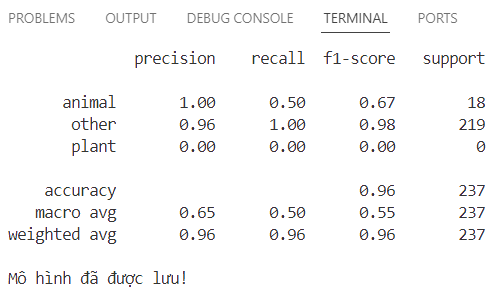 PROBLEMS OUTPUT DEBUG CONSOLE TERMINAL PORTS
precision recall f1-score support
animal 1.00 0.50 0.67 18
other 0.96 1.00 0.98 219
plant 0.00 0.00 0.00 0
accuracy 0.96 237
macro avg 0.65 0.50 0.55 237
weighted avg 0.96 0.96 0.96 237
Mô hình đã được lưu!